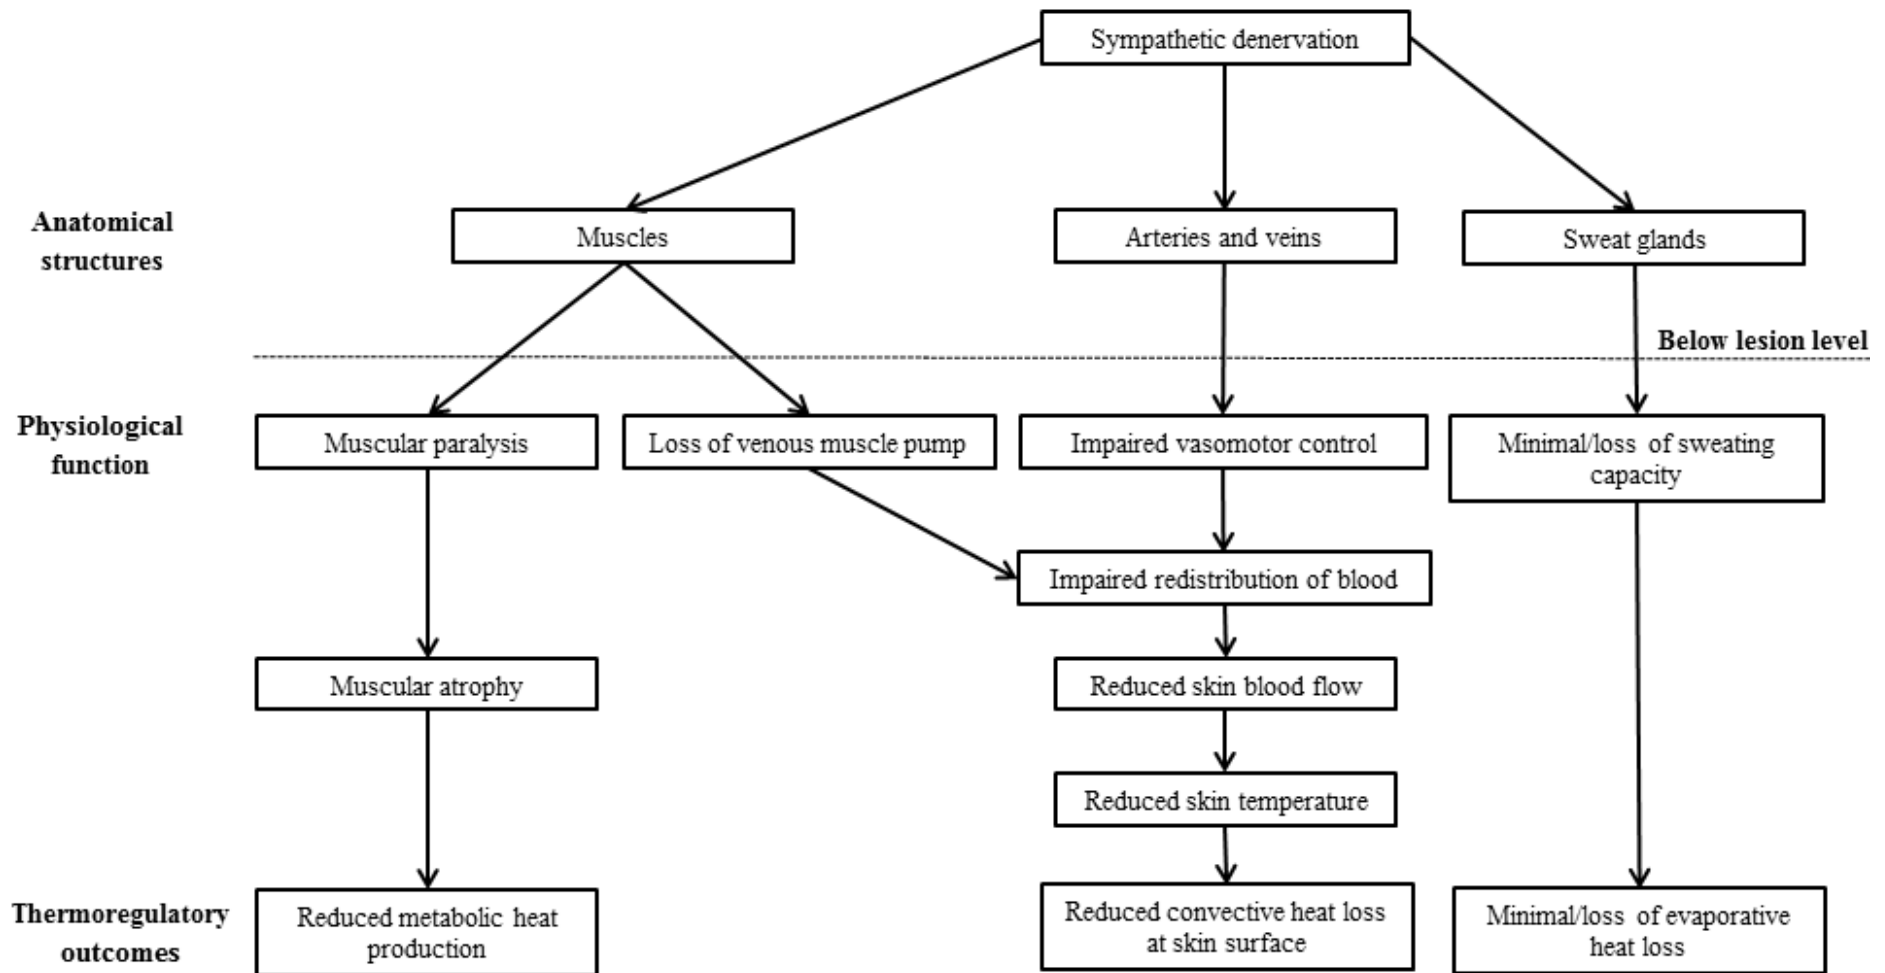 Sympathetic denervation
Anatomical
structures
Muscles
Arteries and veins
Sweat glands
Below lesion level
Physiological
function
Muscular paralysis
Loss of venous muscle pump
Impaired vasomotor control
Minimal/loss of sweating
capacity
Impaired redistribution of blood
Muscular atrophy
Reduced skin blood flow
Reduced skin temperature
Thermoregulatory
outcomes
Reduced metabolic heat
production
Reduced convective heat loss
at skin surface
Minimal/loss of evaporative
heat loss